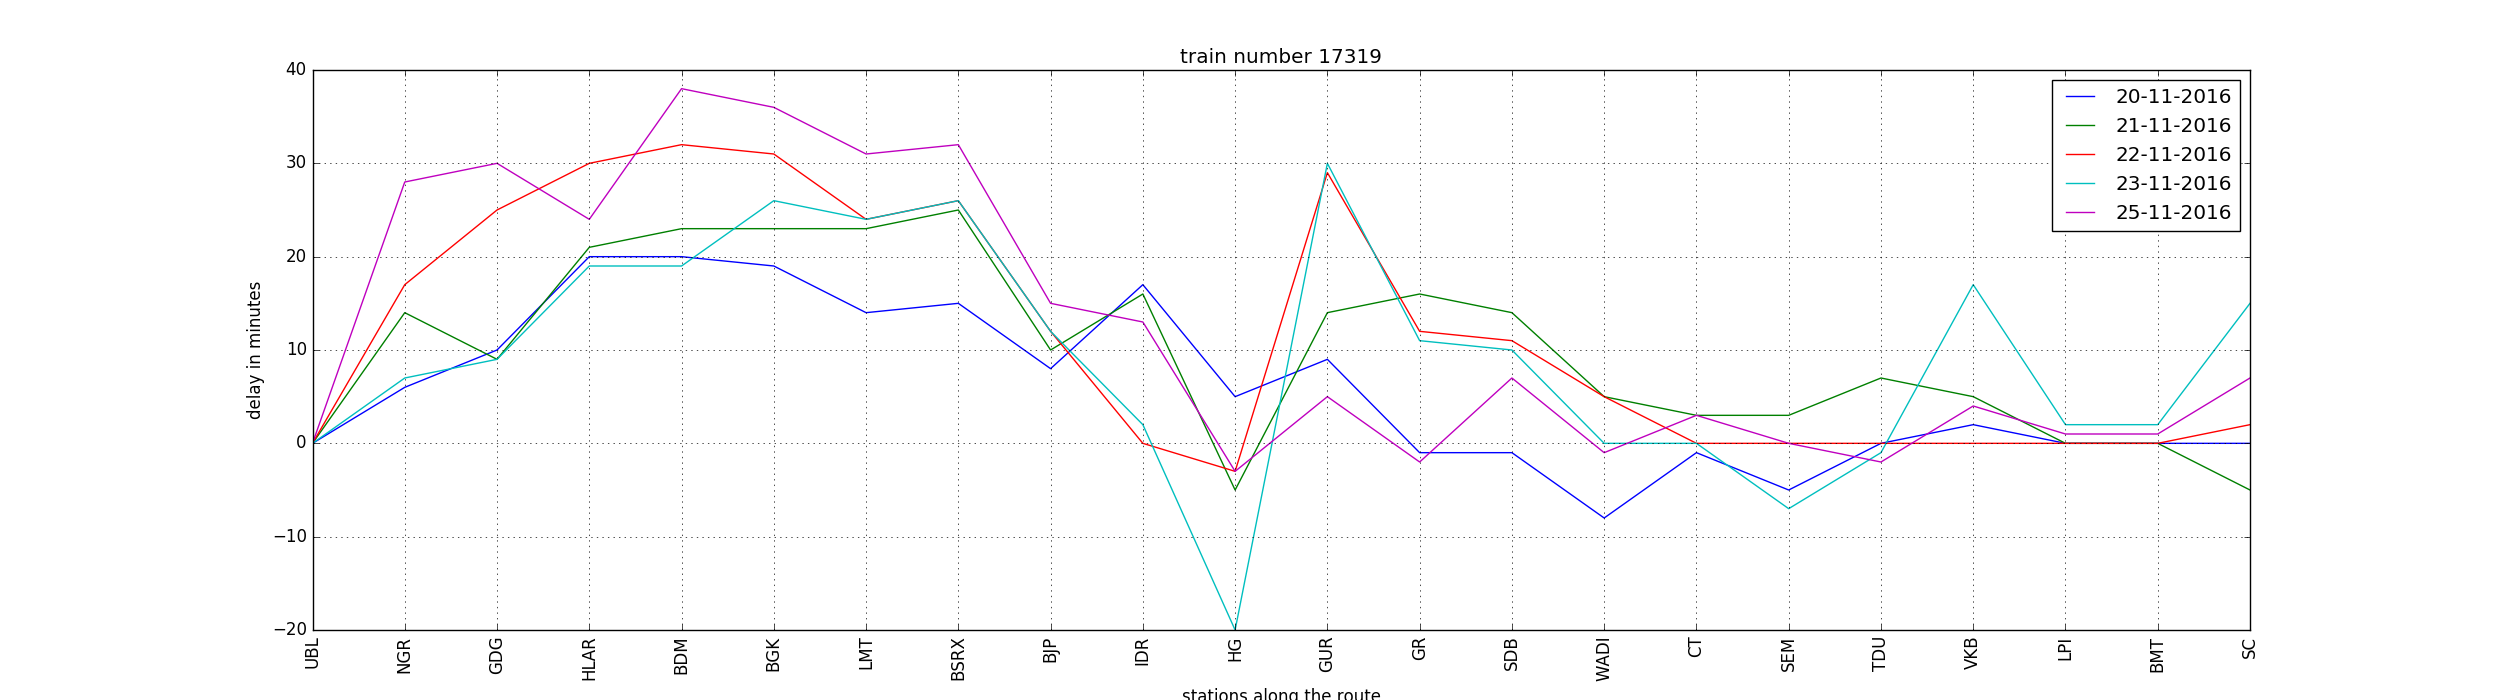 train number 17319
40
30
20
10
0
−10
−20
delay in minutes
20-11-2016
21-11-2016
22-11-2016
23-11-2016
25-11-2016
UBL
NGR
GDG
HLAR
BDM
BGK
LMT
BSRX
BJP
IDR
HG
GUR
GR
SDB
WADI
CT
SEM
TDU
VKB
LPI
BMT
SC
stations along the route